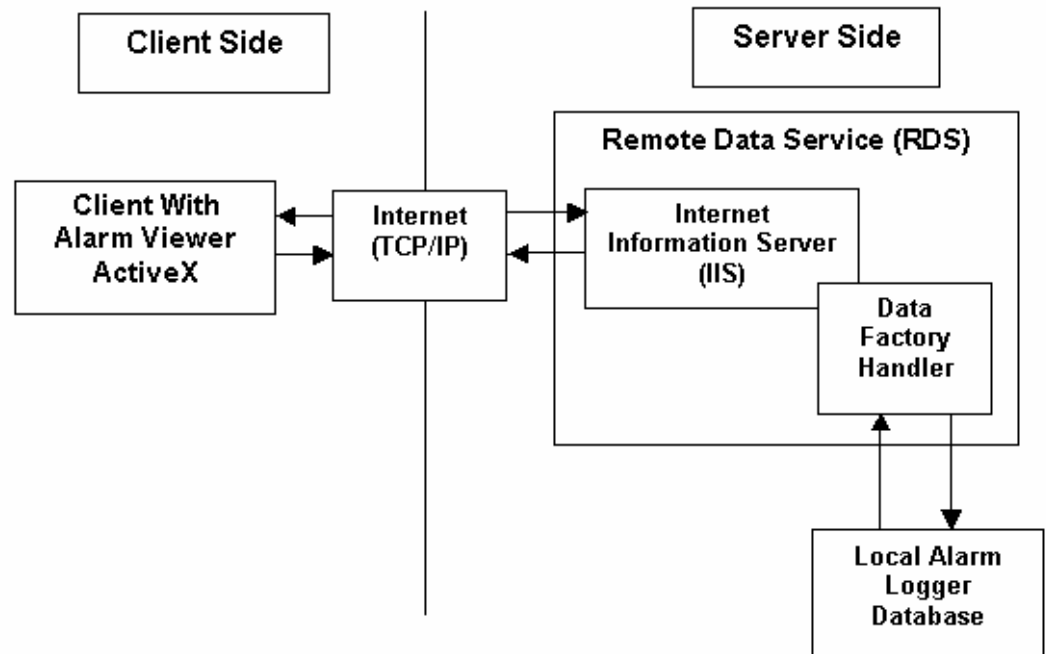 Client Side
Server Side
Remote Data Service (RDS)
Client With
Alarm Viewer
ActiveX
Internet
(TCP/IP)
Internet
Information Server
(IIS)
Data
Factory
Handler
Local Alarm
Logger
Database